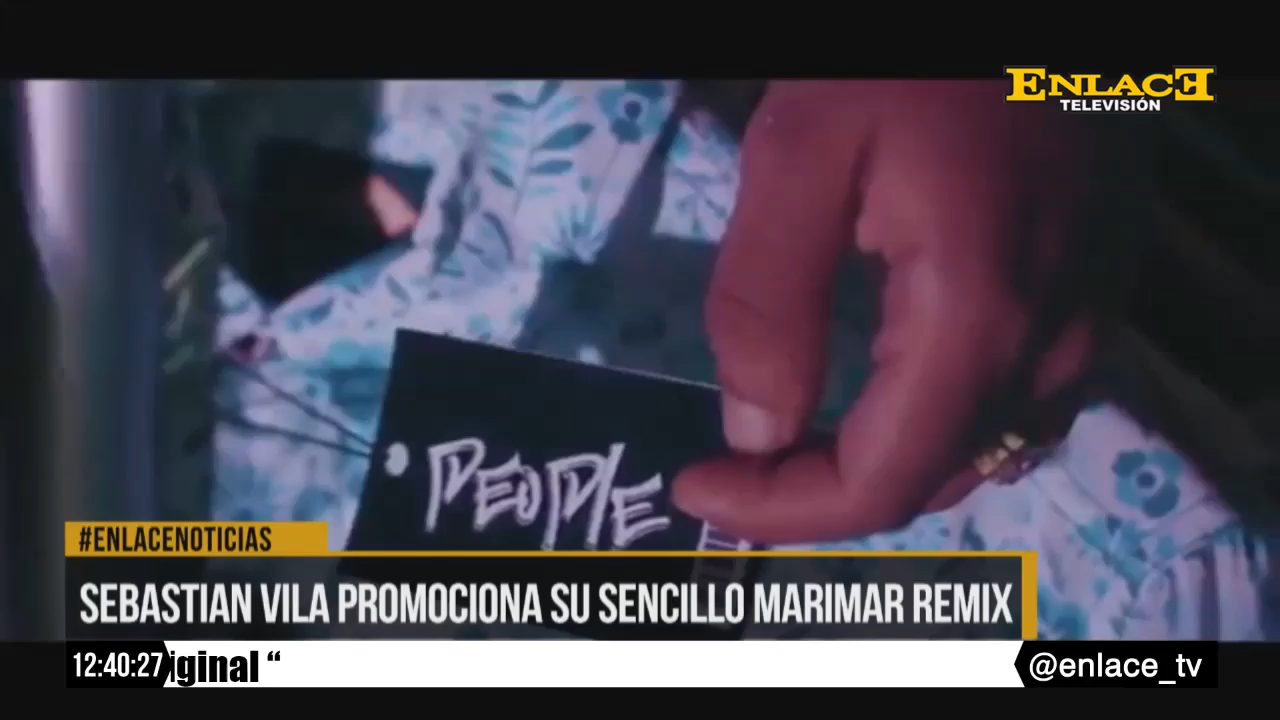 ENLACE
TELEVISIÓN
PEOPLE
#ENLACENOTICIAS
SEBASTIAN VILA PROMOCIONA SU SENCILLO MARIMAR REMIX
12:40:27 iginal “
@enlace_tv